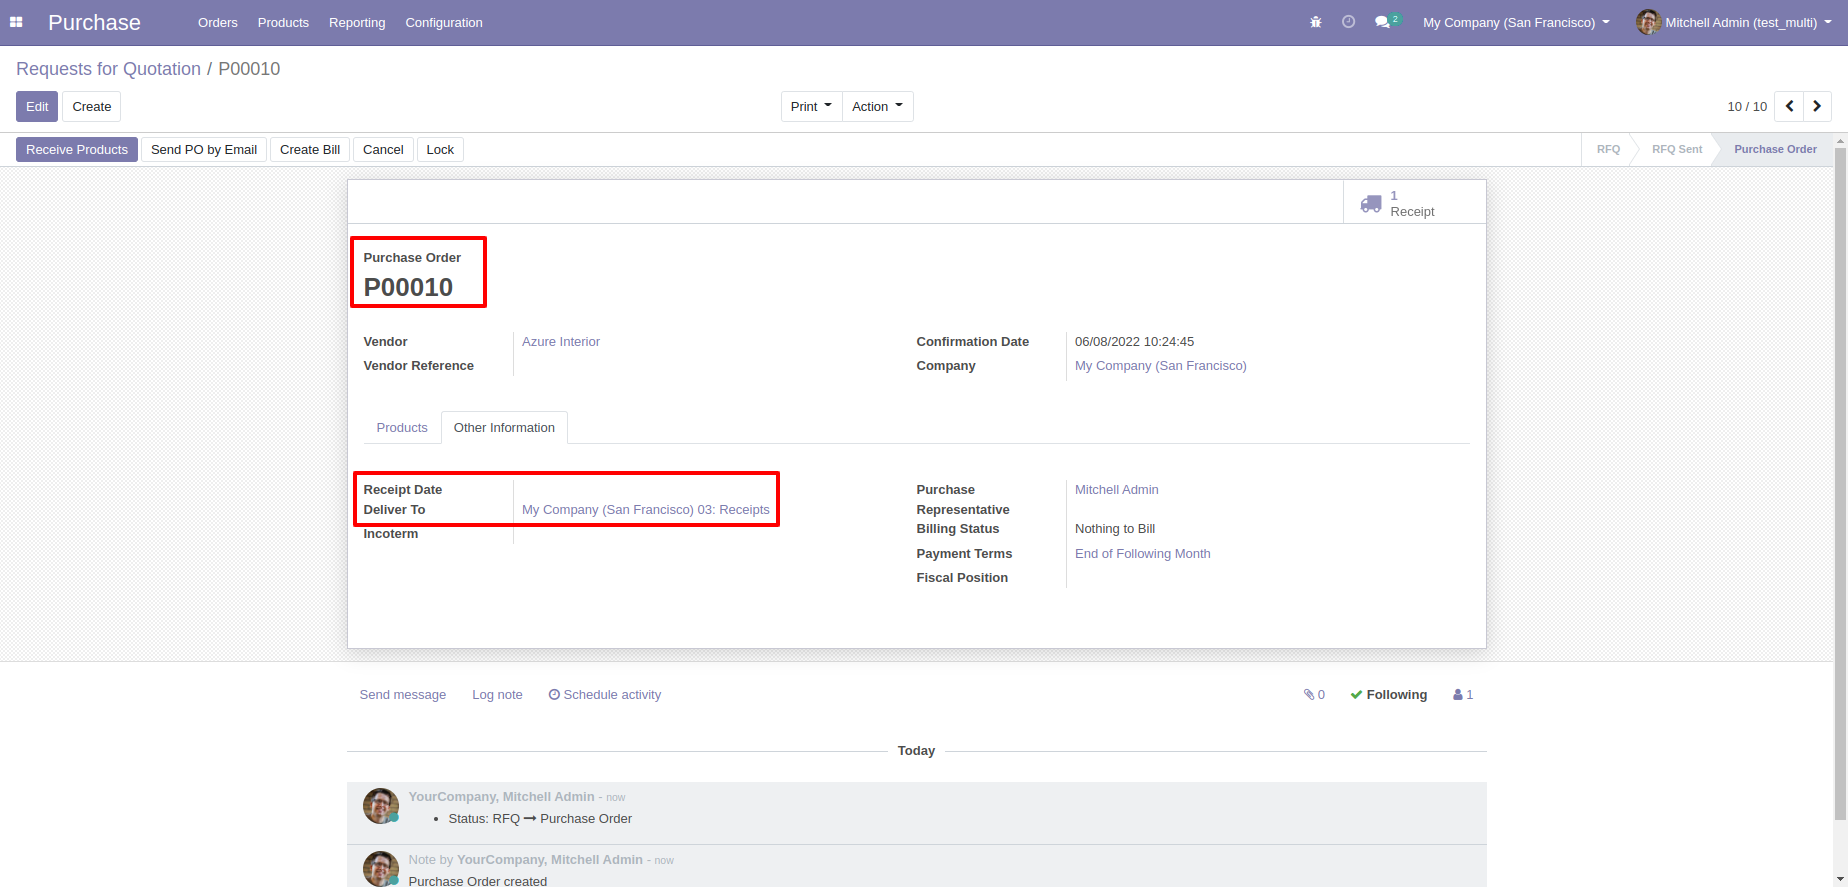 Purchase Orders Products Reporting Configuration 2 My Company (San Francisco) Mitchell Admin (test_multi)
Requests for Quotation / P00010
Edit Create Print Action 10 / 10
Receive Products Send PO by Email Create Bill Cancel Lock RFQ RFQ Sent Purchase Order
1
Receipt
Purchase Order
P00010
Vendor Azure Interior Confirmation Date 06/08/2022 10:24:45
Vendor Reference Company My Company (San Francisco)
Products Other Information
Receipt Date Purchase Mitchell Admin
Deliver To My Company (San Francisco) 03: Receipts Representative
Incoterm Billing Status Nothing to Bill
Payment Terms End of Following Month
Fiscal Position
Send message Log note Schedule activity 0 Following 1
Today
YourCompany, Mitchell Admin - now
• Status: RFQ → Purchase Order
Note by YourCompany, Mitchell Admin - now
Purchase Order created